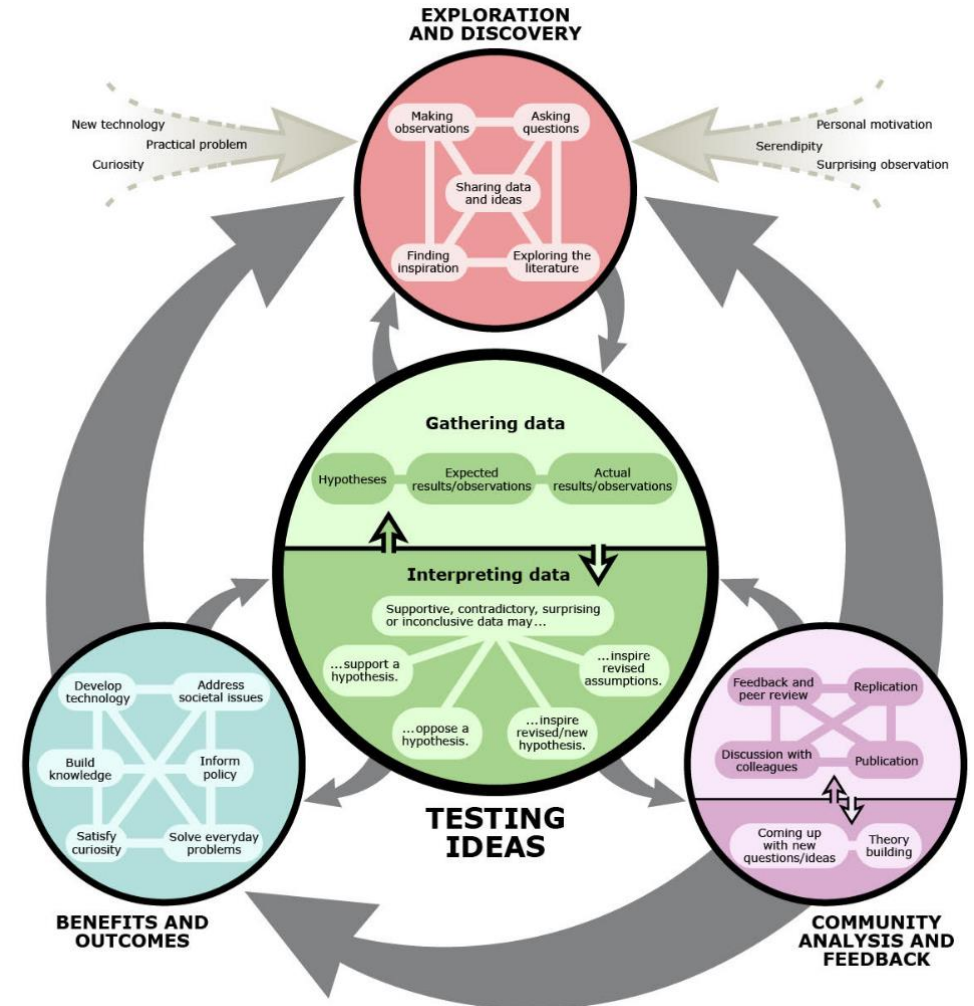 EXPLORATION
AND DISCOVERY
New technology
Practical problem
Curiosity
Personal motivation
Serendipity
Surprising observation
Making
observations
Asking
questions
Sharing data
and ideas
Finding
inspiration
Exploring the
literature
Gathering data
Hypotheses
Expected
results/observations
Actual
results/observations
Interpreting data
Supportive, contradictory, surprising
or inconclusive data may...
...support a
hypothesis.
...oppose a
hypothesis.
...inspire
revised/new
hypothesis.
...inspire
revised
assumptions.
TESTING
IDEAS
Develop
technology
Address
societal issues
Build
knowledge
Inform
policy
Satisfy
curiosity
Solve everyday
problems
BENEFITS AND
OUTCOMES
Feedback and
peer review
Replication
Discussion with
colleagues
Publication
Coming up
with new
questions/ideas
Theory
building
COMMUNITY
ANALYSIS AND
FEEDBACK